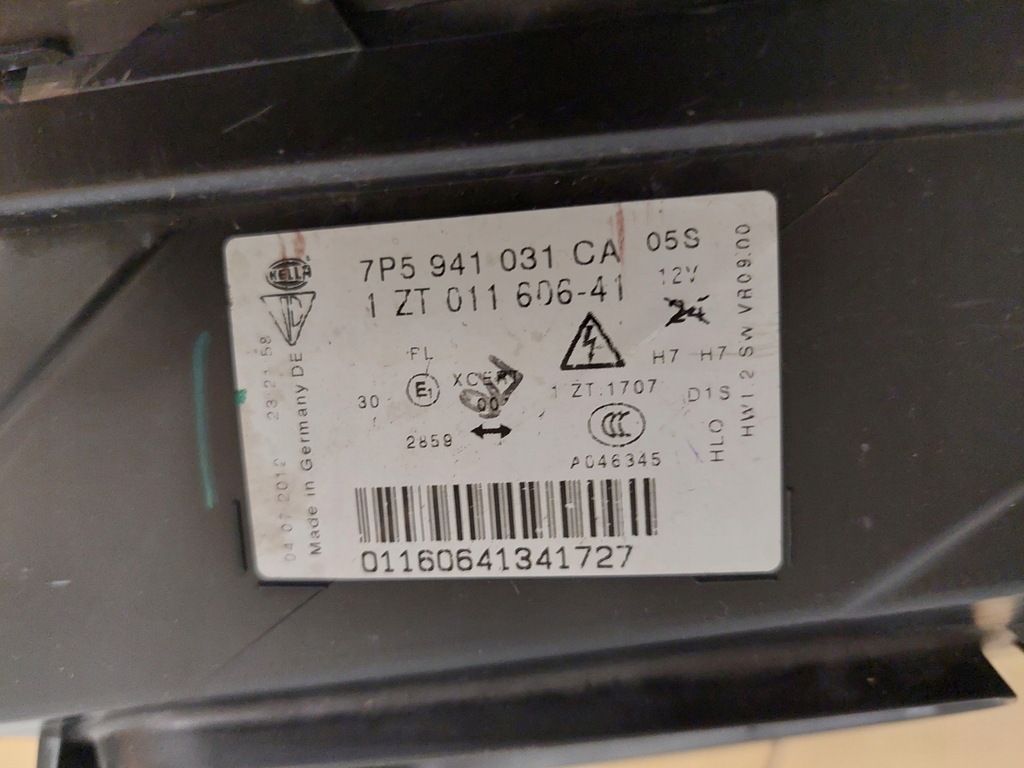 HELLA
7P5 941 031 CA 05S
1 ZT 011 606-41
12V
24
FL
H7 H7
E1
XCERT
30
00
1 ZT.1707
D1S
2859
CCC
A046345
HLO
HW1.2 SW VR09.00
04.07.2012 23:21:58
Made in Germany DE
01160641341727